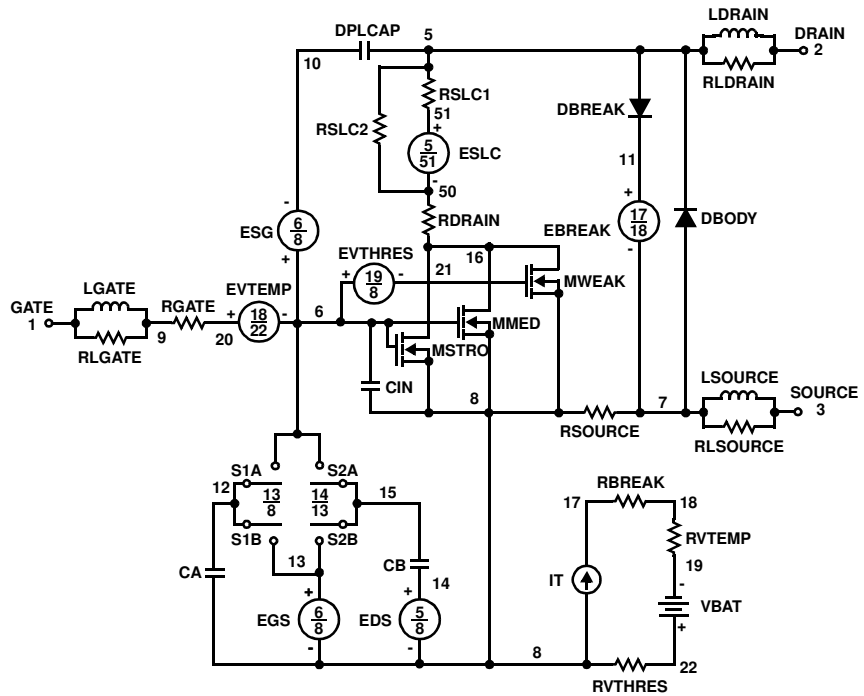 LDRAIN
DPLCAP 5 DRAIN
10 2
RLDRAIN
RSLC1
DBREAK
51
+
RSLC2
5
51
ESLC
11
-
50
-
+
RDRAIN
17
18
DBODY
6
8
ESG
EBREAK
-
EVTHRES 16
+
+ 19 - 21
8
MWEAK
LGATE
EVTEMP
GATE RGATE
+ 18 - 6
1
22
MMED
9 20
MSTRO
RLGATE
LSOURCE
CIN
8 7 SOURCE
3
RSOURCE
RLSOURCE
S1A S2A
12 13 14 15
8 13
RBREAK
17 18
S1B S2B
RVTEMP
13
CB
CA 19
14 IT
-
+ +
VBAT
EGS 6 EDS 5
8 8
+
- -
8
22
RVTHRES